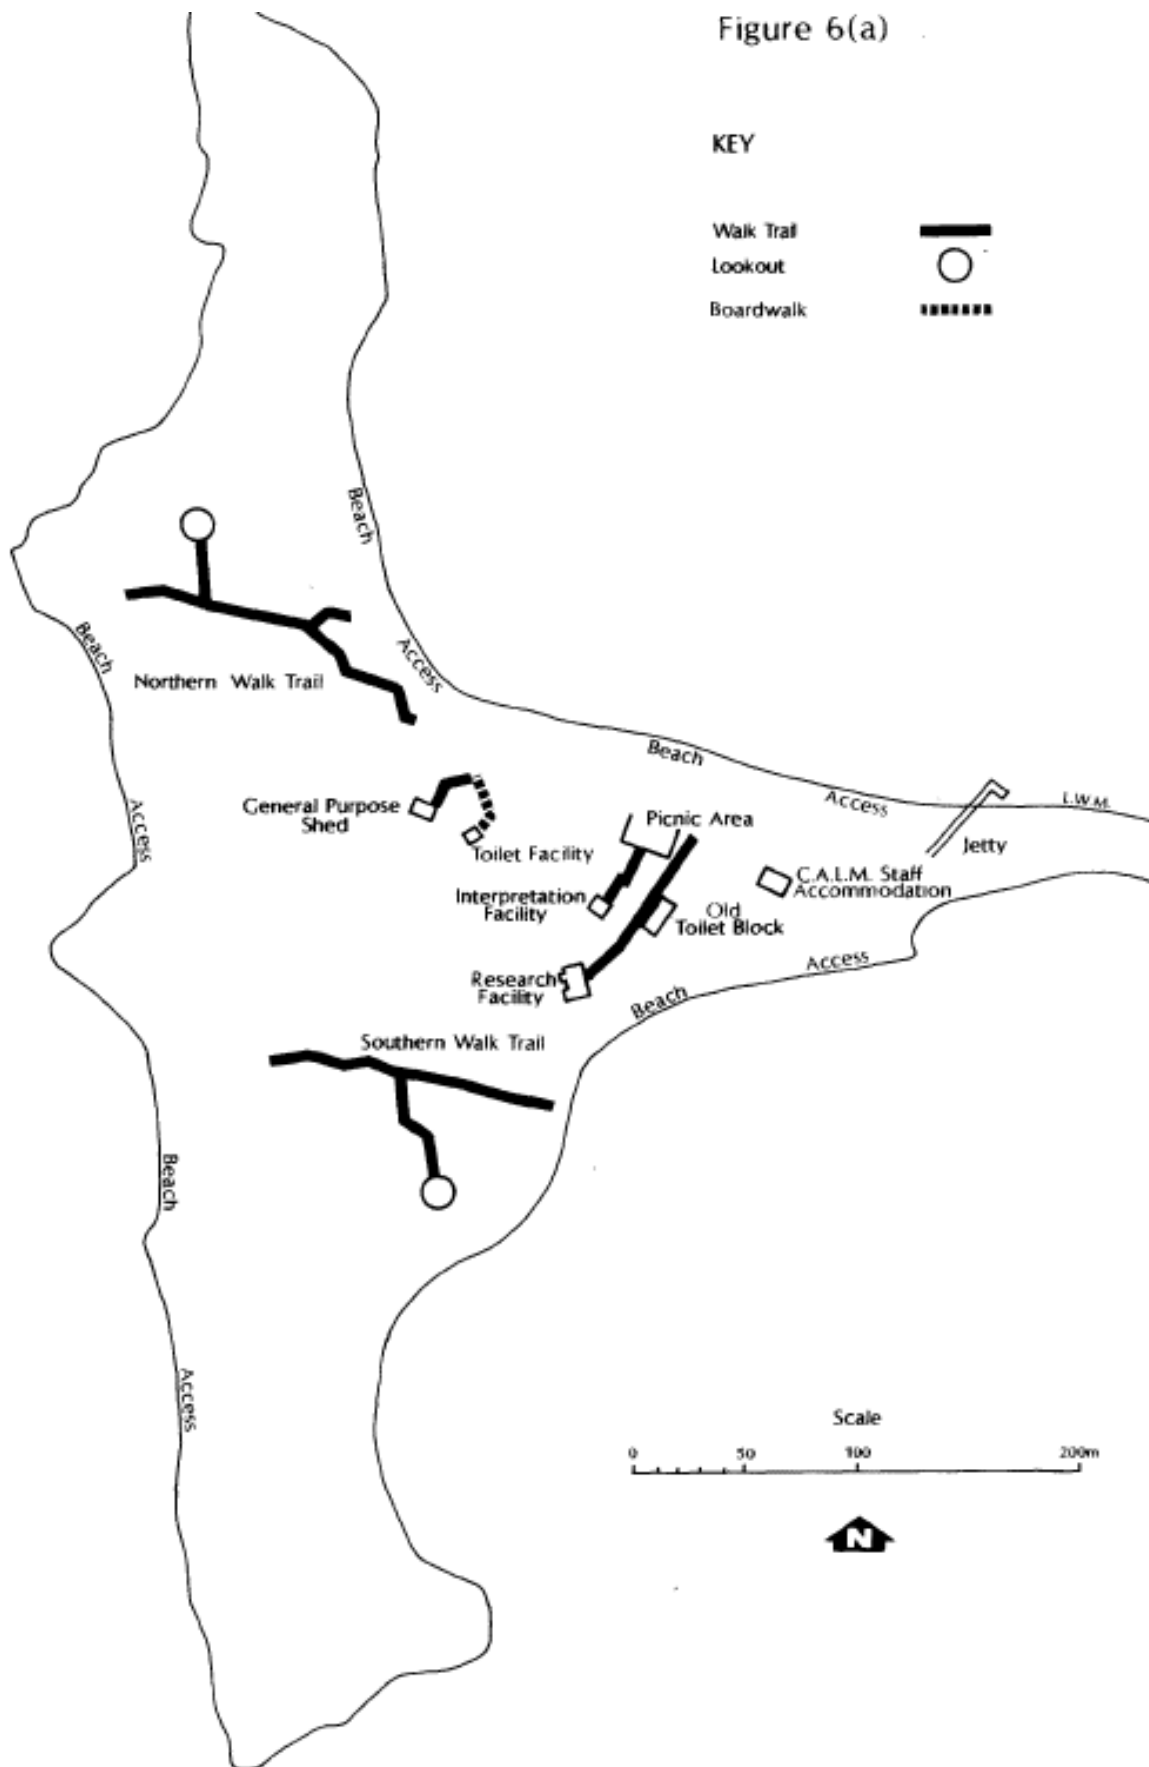 Figure 6(a)
KEY
Walk Trail
Lookout
Boardwalk
Beach
Access
Beach
Northern Walk Trail
Beach
Access
L.W.M.
Jetty
Access
General Purpose
Shed
Picnic Area
Toilet Facility
C.A.L.M. Staff
Accommodation
Interpretation
Facility
Old
Toilet Block
Access
Beach
Research
Facility
Southern Walk Trail
Beach
Access
Scale
0 50 100 200m
N